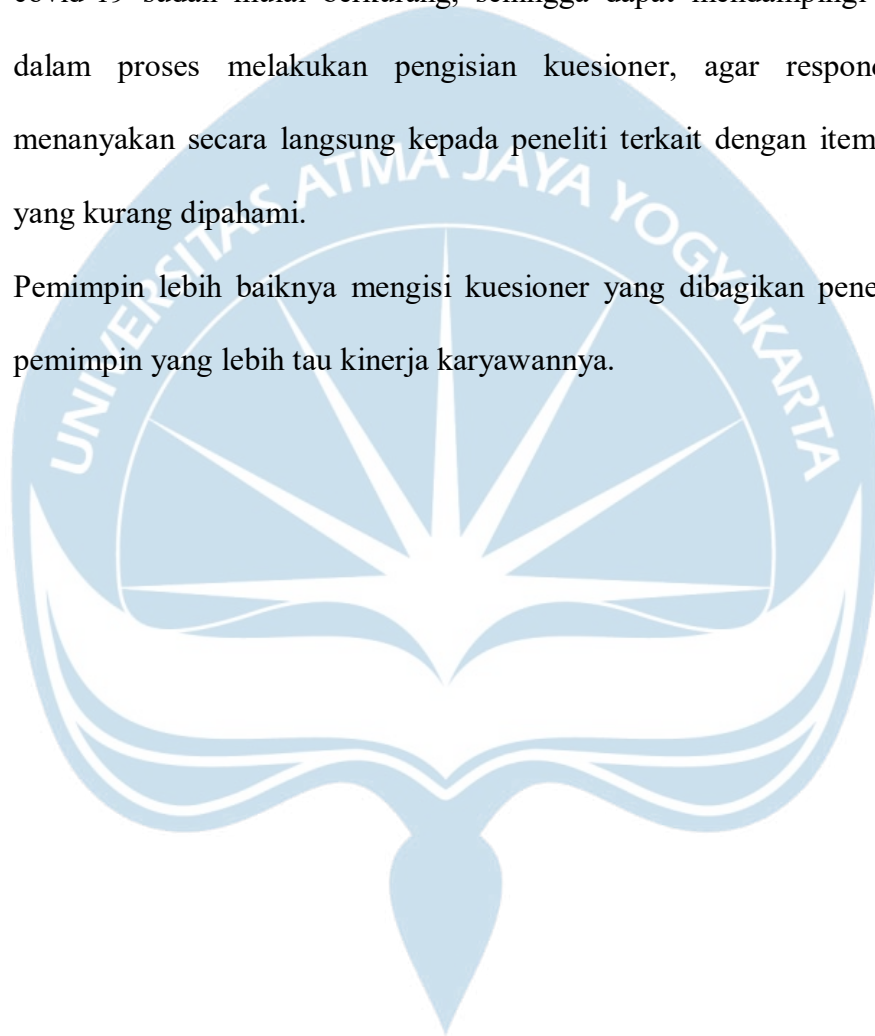 covid-19 sudah mulai berkurang, sehingga dapat mendampingi
dalam proses melakukan pengisian kuesioner, agar
menanyakan secara langsung kepada peneliti terkait dengan item
yang kurang dipahami.
Pemimpin lebih baiknya mengisi kuesioner yang dibagikan
pemimpin yang lebih tau kinerja karyawannya.
UNIVERSITAS ATMA JAYA YOGYAKARTA